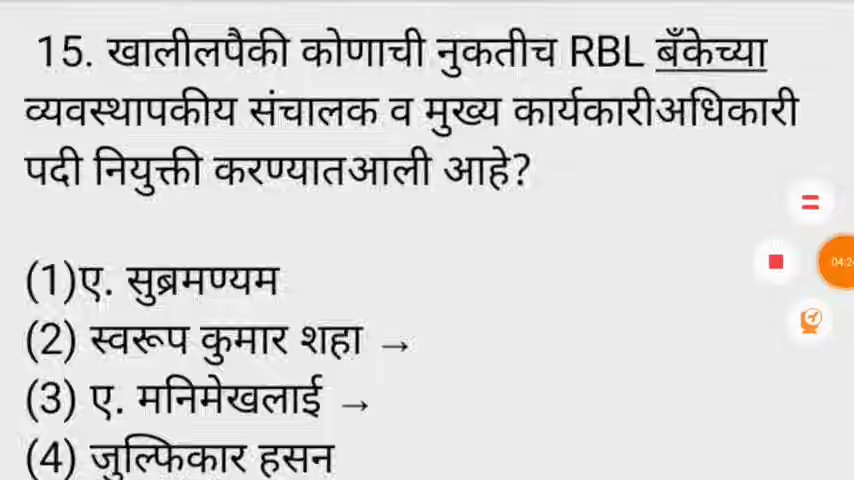 15. खालीलपैकी कोणाची नुकतीच RBL बँकेच्या
व्यवस्थापकीय संचालक व मुख्य कार्यकारीअधिकारी
पदी नियुक्ती करण्यातआली आहे?
(1)ए. सुब्रमण्यम
(2) स्वरूप कुमार शहा →
(3) ए. मनिमेखलाई →
(4) जुल्फिकार हसन